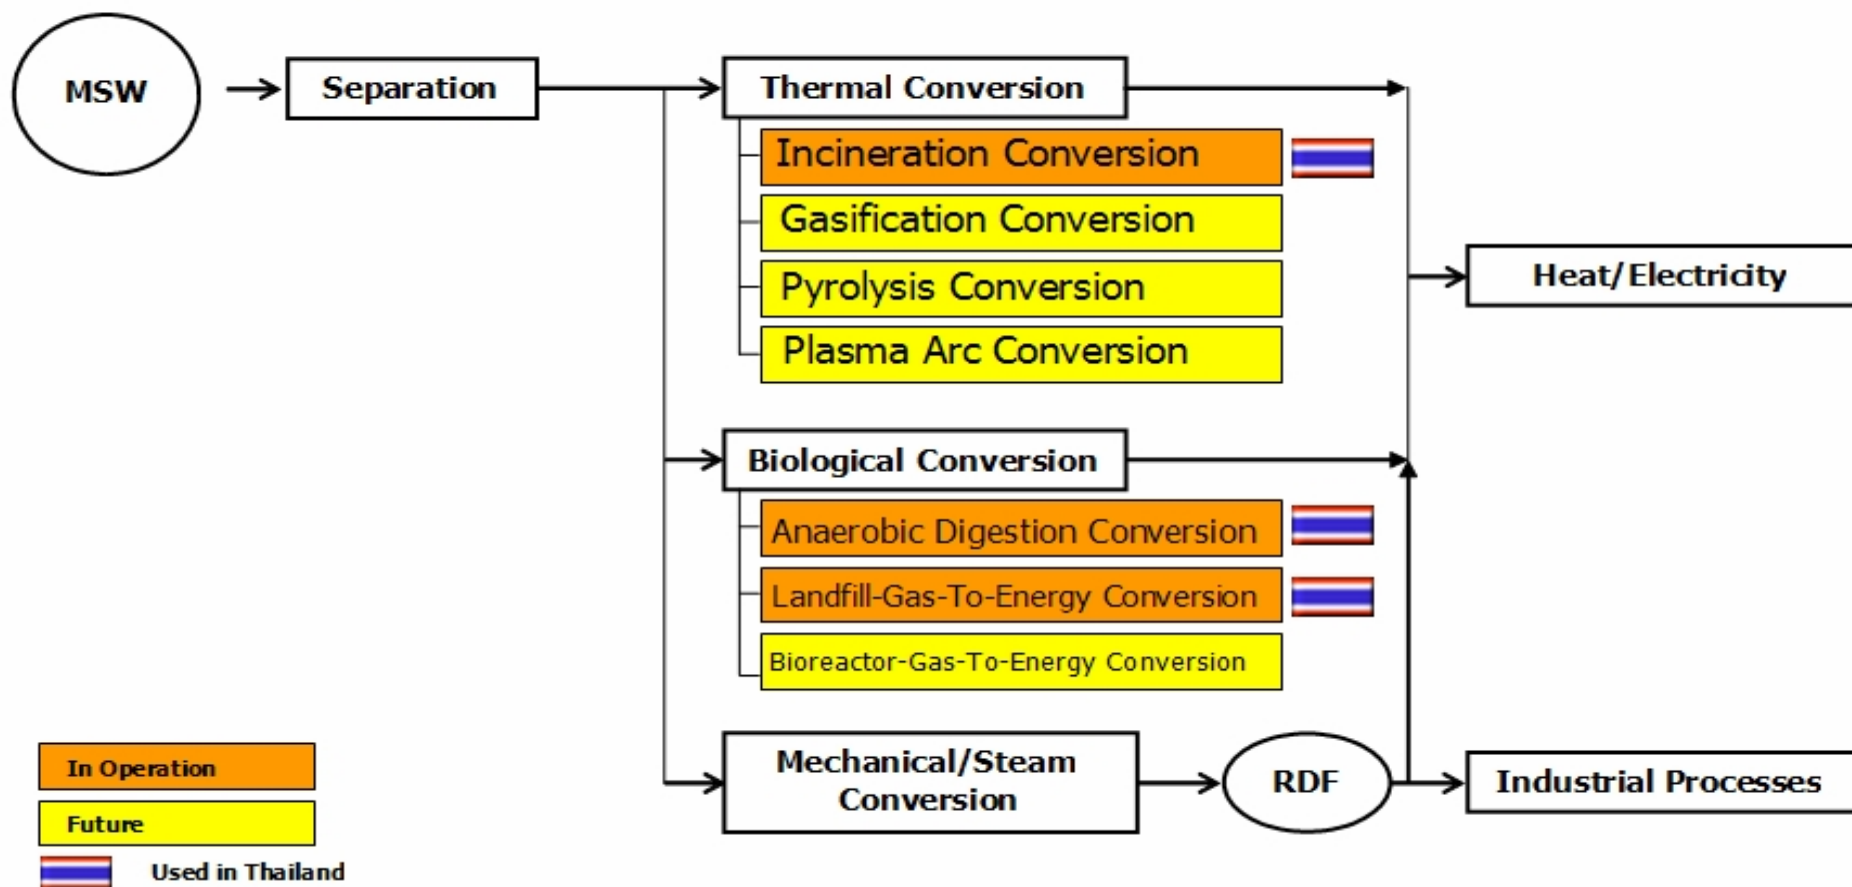 MSW
Separation
Thermal Conversion
Incineration Conversion
Gasification Conversion
Pyrolysis Conversion
Plasma Arc Conversion
Heat/Electricity
Biological Conversion
Anaerobic Digestion Conversion
Landfill-Gas-To-Energy Conversion
Bioreactor-Gas-To-Energy Conversion
Mechanical/Steam
Conversion
RDF
Industrial Processes
In Operation
Future
Used in Thailand